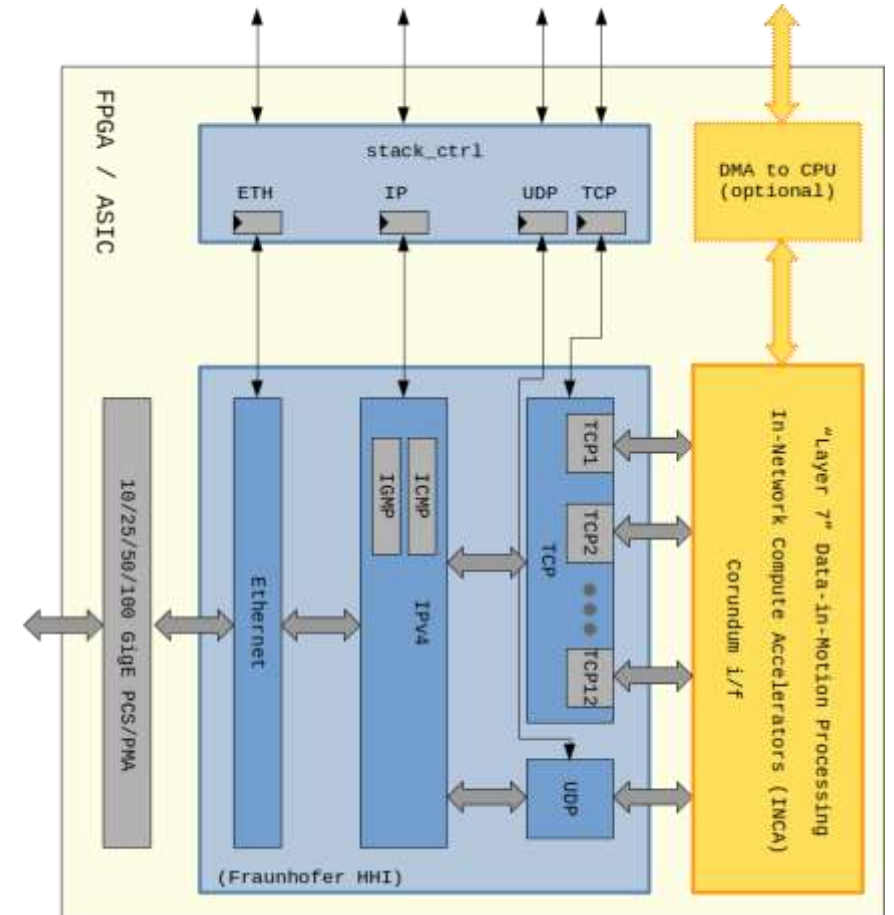 FPGA / ASIC
stack_ctrl
ETH
IP
UDP
TCP
DMA to CPU
(optional)
10/25/50/100 GigE PCS/PMA
Ethernet
IPv4
IGMP
ICMP
TCP
TCP1
TCP2
TCP12
UDP
"Layer 7" Data-in-Motion Processing
In-Network Compute Accelerators (INCA)
Corundum i/f
(Fraunhofer HHI)